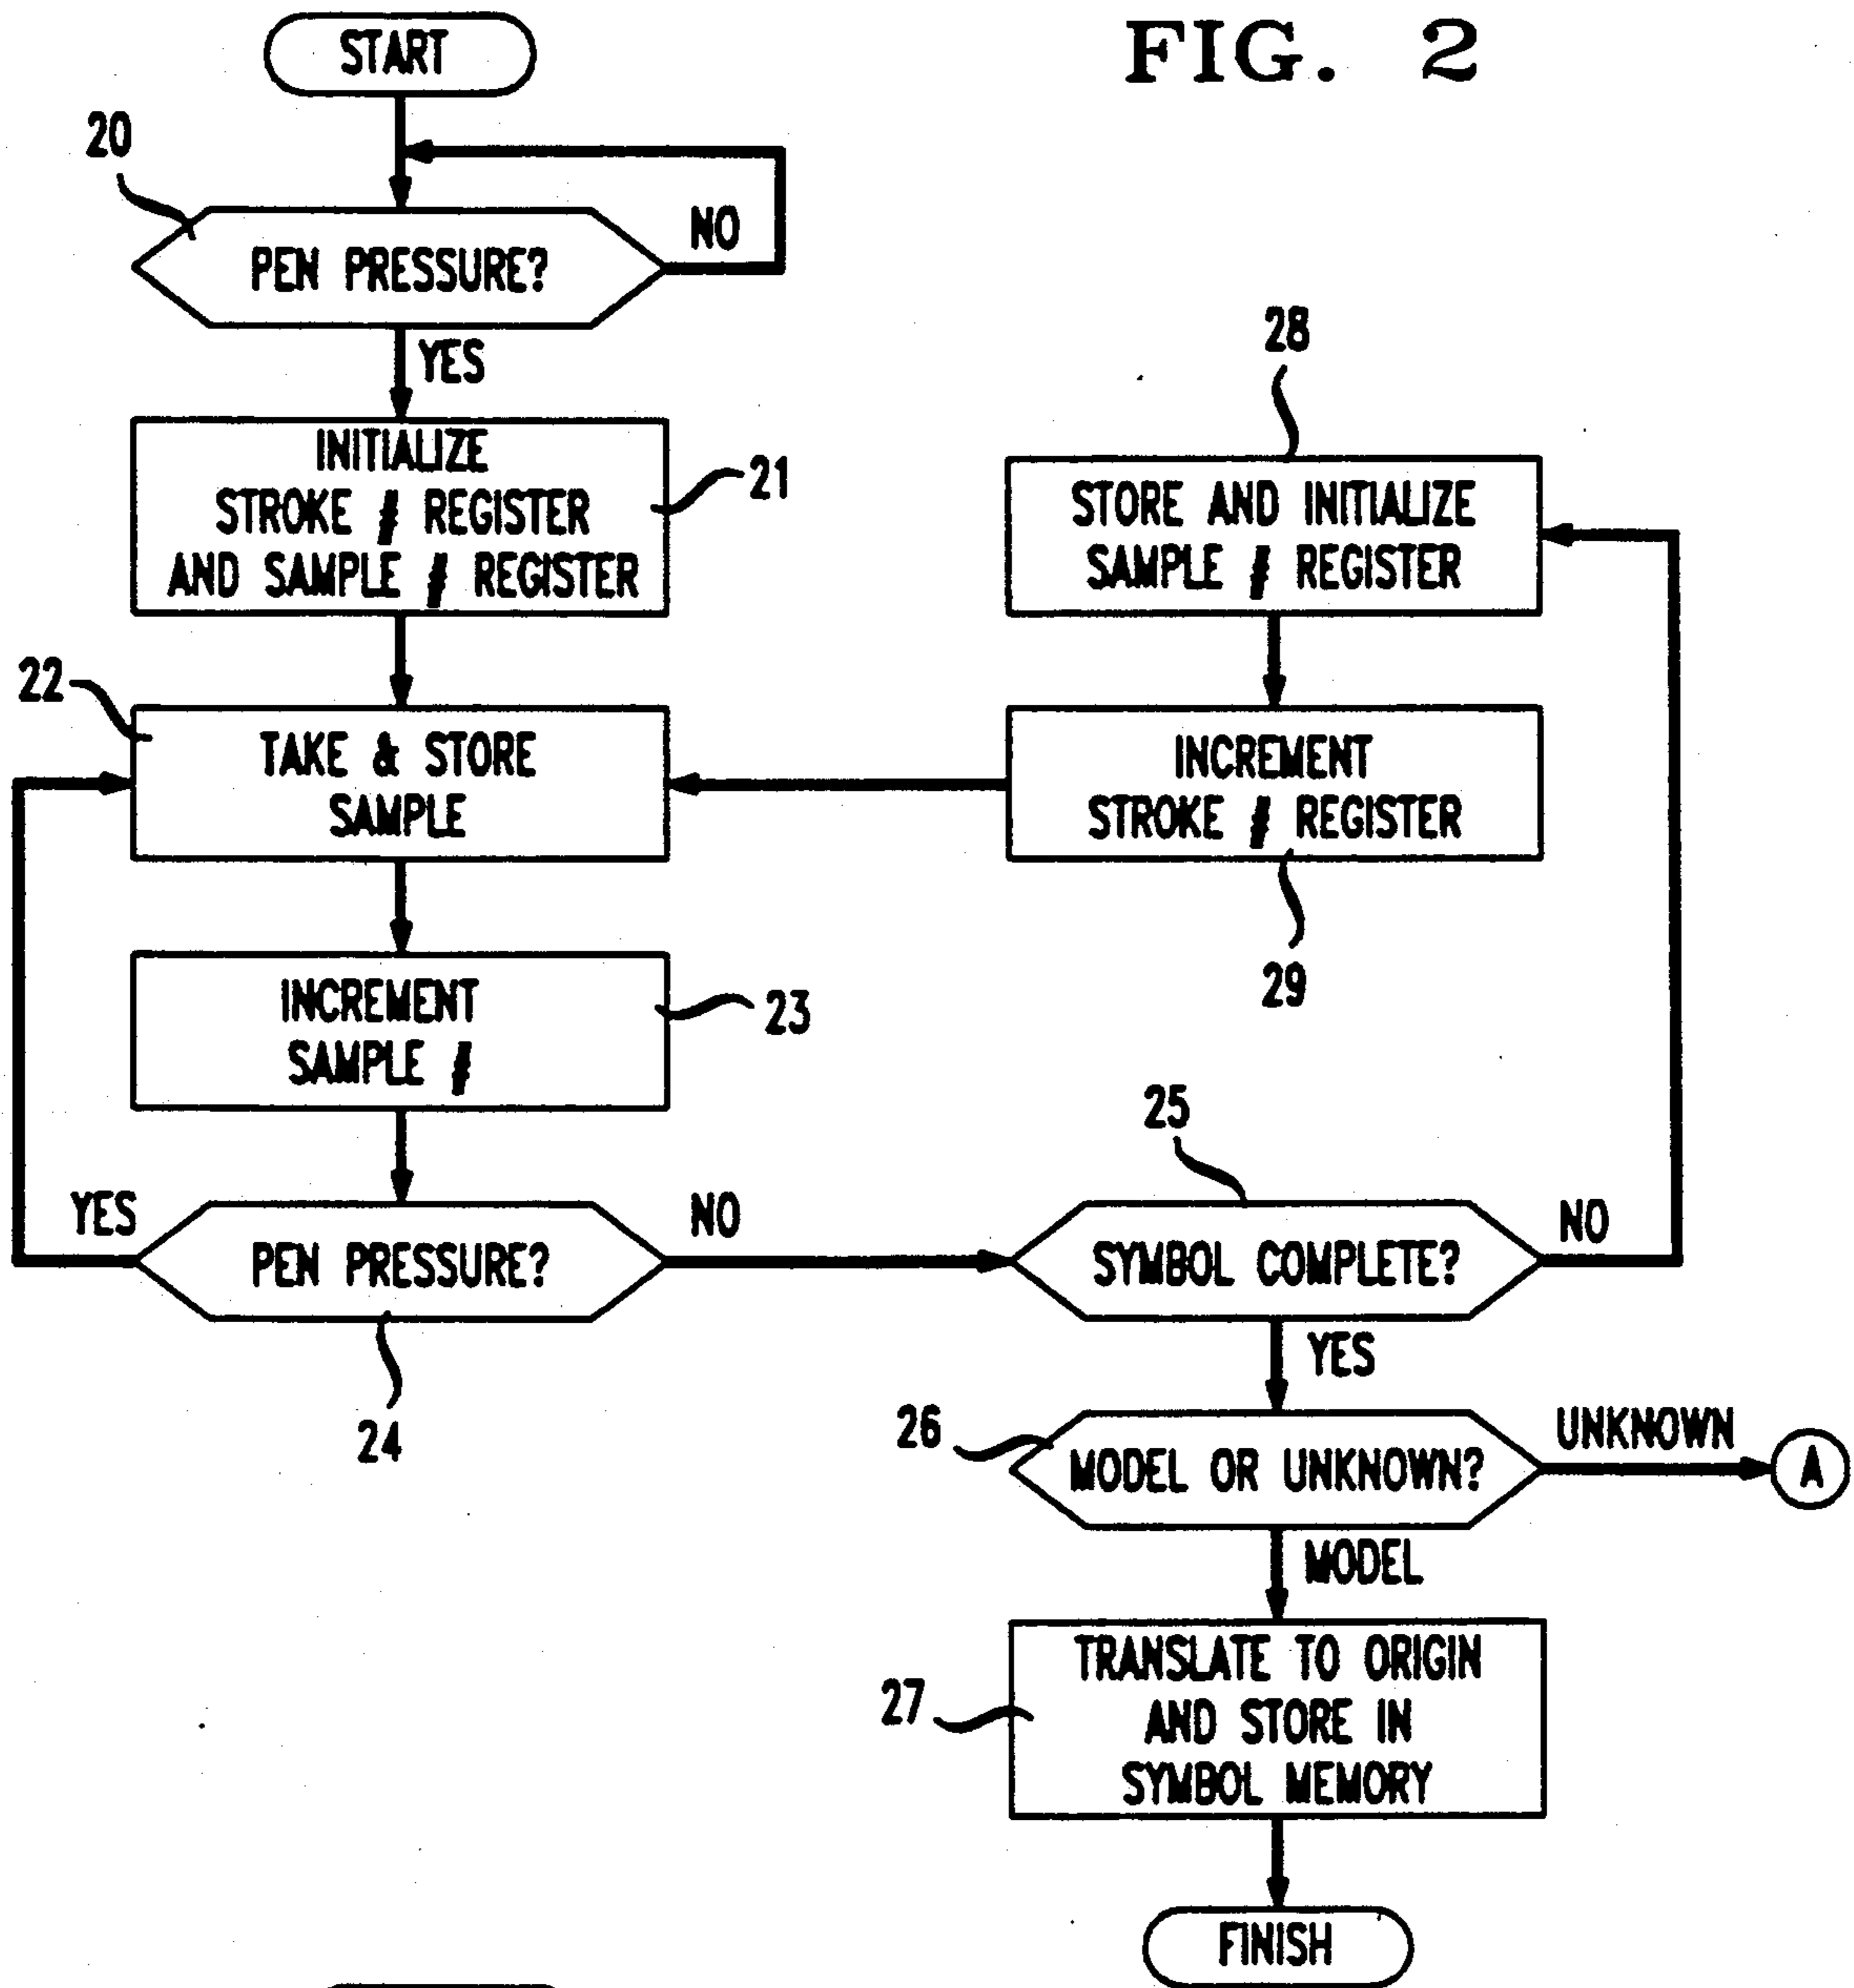 FIG. 2
START
20
PEN PRESSURE?
NO
YES
INITIALIZE
STROKE # REGISTER
AND SAMPLE # REGISTER
21
22
TAKE & STORE
SAMPLE
INCREMENT
SAMPLE #
23
YES
PEN PRESSURE?
NO
24
28
STORE AND INITIALIZE
SAMPLE # REGISTER
INCREMENT
STROKE # REGISTER
29
25
SYMBOL COMPLETE?
NO
YES
26
MODEL OR UNKNOWN?
UNKNOWN
A
MODEL
27
TRANSLATE TO ORIGIN
AND STORE IN
SYMBOL MEMORY
FINISH